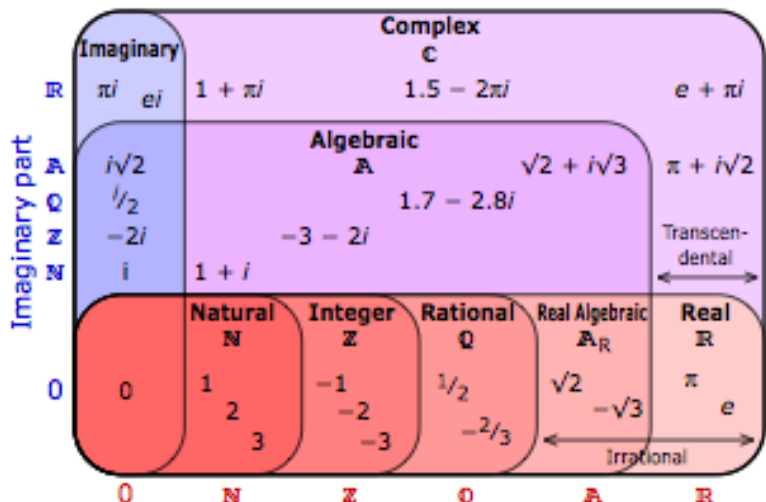 Complex
Imaginary ℂ
ℝ πi ei 1 + πi 1.5 − 2πi e + πi
Algebraic
𝔸 i√2 𝔸 √2 + i√3 π + i√2
ℚ i/2 1.7 − 2.8i
ℤ −2i −3 − 2i Transcen-
dental
ℕ i 1 + i
Imaginary part
Natural Integer Rational Real Algebraic Real
ℕ ℤ ℚ 𝔸R ℝ
0 0 1 −1 1/2 √2 π
2 −2 −√3 e
3 −3 −2/3
Irrational
0 ℕ ℤ ℚ 𝔸 ℝ